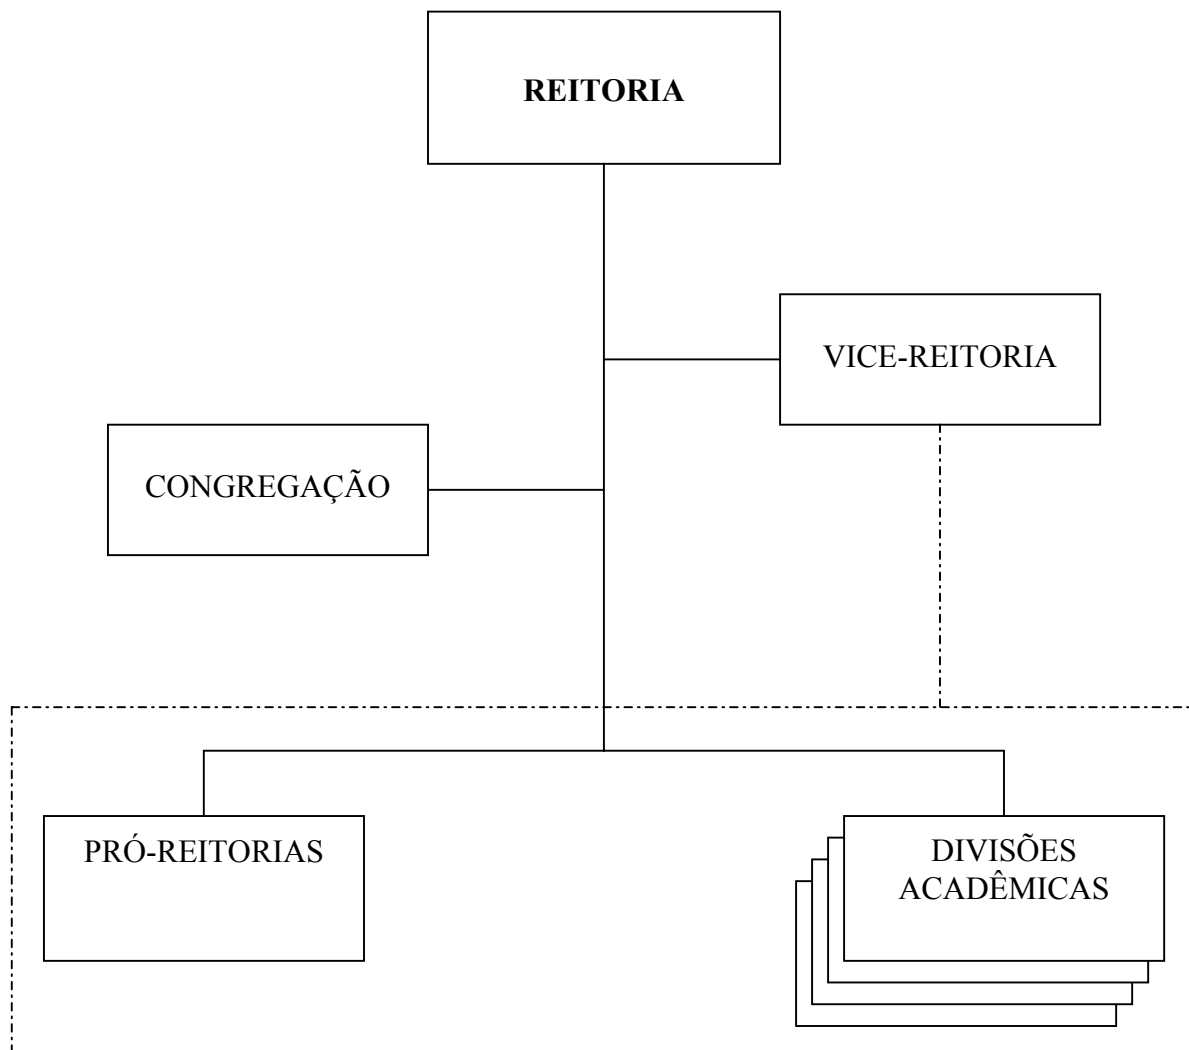 REITORIA
VICE-REITORIA
CONGREGAÇÃO
PRÓ-REITORIAS
DIVISÕES
ACADÊMICAS